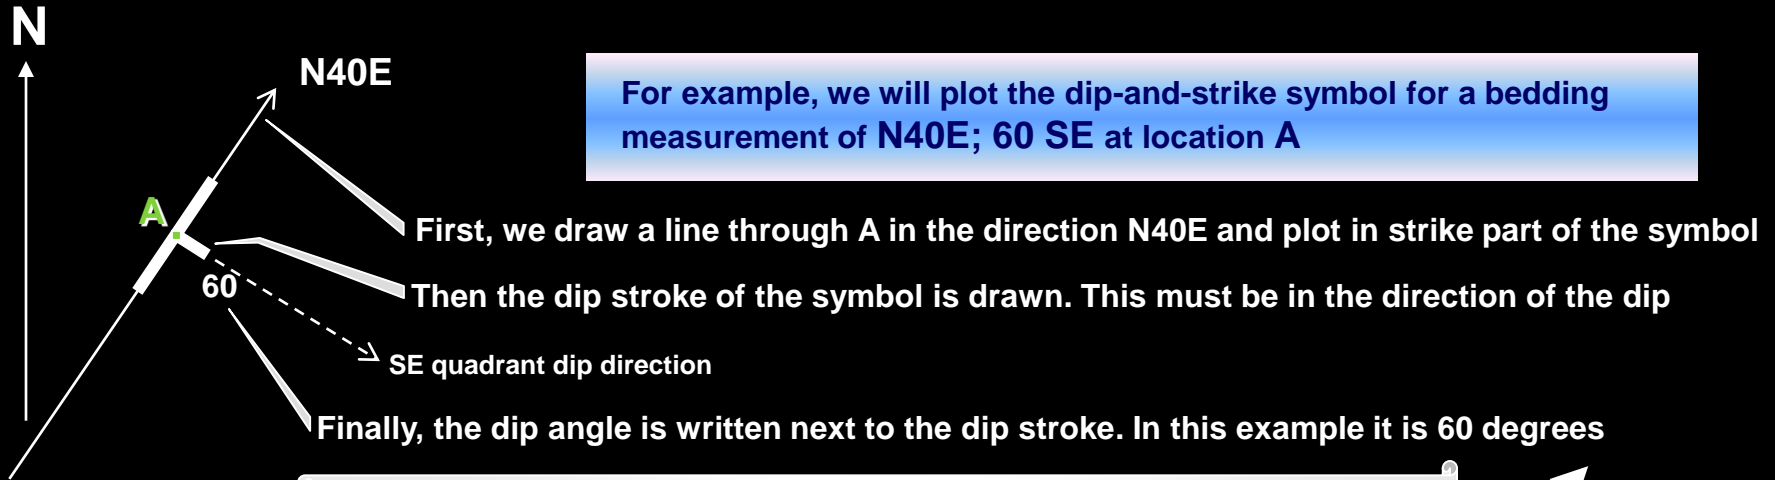 N
N40E
For example, we will plot the dip-and-strike symbol for a bedding
measurement of N40E; 60 SE at location A
A
First, we draw a line through A in the direction N40E and plot in strike part of the symbol
60
Then the dip stroke of the symbol is drawn. This must be in the direction of the dip
SE quadrant dip direction
Finally, the dip angle is written next to the dip stroke. In this example it is 60 degrees